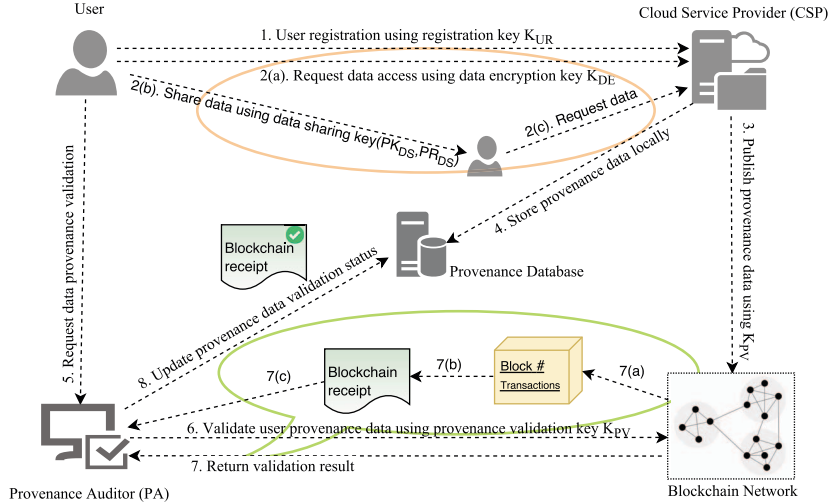 User
Cloud Service Provider (CSP)
1. User registration using registration key K_UR
2(a). Request data access using data encryption key K_DE
2(b). Share data using data sharing key(PK_DS,PR_DS)
2(c). Request data
3. Publish provenance data using K_PV
4. Store provenance data locally
5. Request data provenance validation
Blockchain
receipt
Provenance Database
8. Update provenance data validation status
7(c)
Blockchain
receipt
7(b)
Block #
Transactions
7(a)
6. Validate user provenance data using provenance validation key K_PV
7. Return validation result
Provenance Auditor (PA)
Blockchain Network